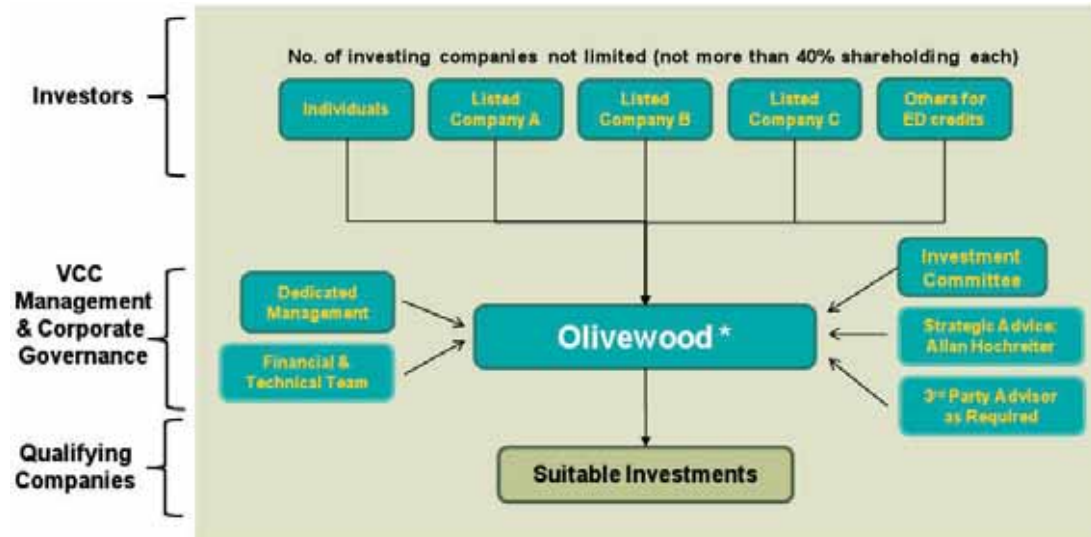 Investors
No. of investing companies not limited (not more than 40% shareholding each)
Individuals
Listed
Company A
Listed
Company B
Listed
Company C
Others for
ED credits
VCC
Management
& Corporate
Governance
Dedicated
Management
Financial &
Technical Team
Olivewood *
Investment
Committee
Strategic Advice:
Allan Hochreiter
3rd Party Advisor
as Required
Qualifying
Companies
Suitable Investments